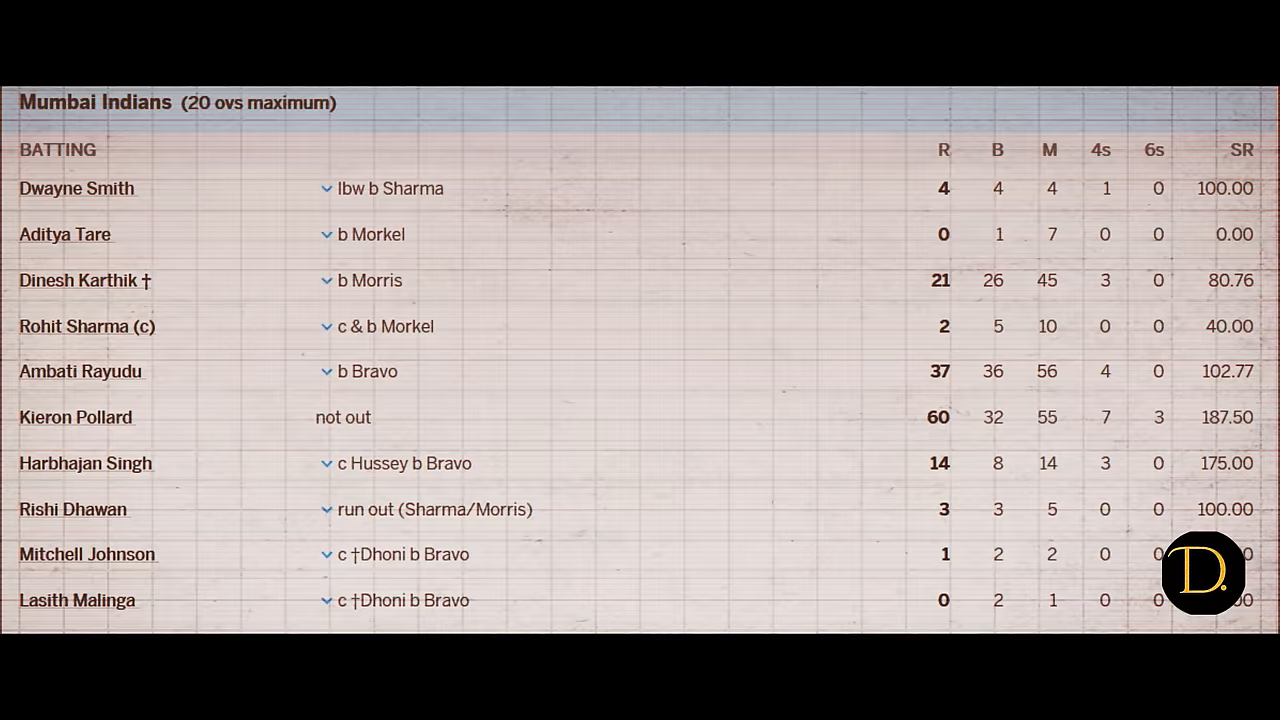 Mumbai Indians (20 ovs maximum)
BATTING R B M 4s 6s SR
Dwayne Smith lbw b Sharma 4 4 4 1 0 100.00
Aditya Tare b Morkel 0 1 7 0 0 0.00
Dinesh Karthik † b Morris 21 26 45 3 0 80.76
Rohit Sharma (c) c & b Morkel 2 5 10 0 0 40.00
Ambati Rayudu b Bravo 37 36 56 4 0 102.77
Kieron Pollard not out 60 32 55 7 3 187.50
Harbhajan Singh c Hussey b Bravo 14 8 14 3 0 175.00
Rishi Dhawan run out (Sharma/Morris) 3 3 5 0 0 100.00
Mitchell Johnson c †Dhoni b Bravo 1 2 2 0 0
Lasith Malinga c †Dhoni b Bravo 0 2 1 0 0
D.